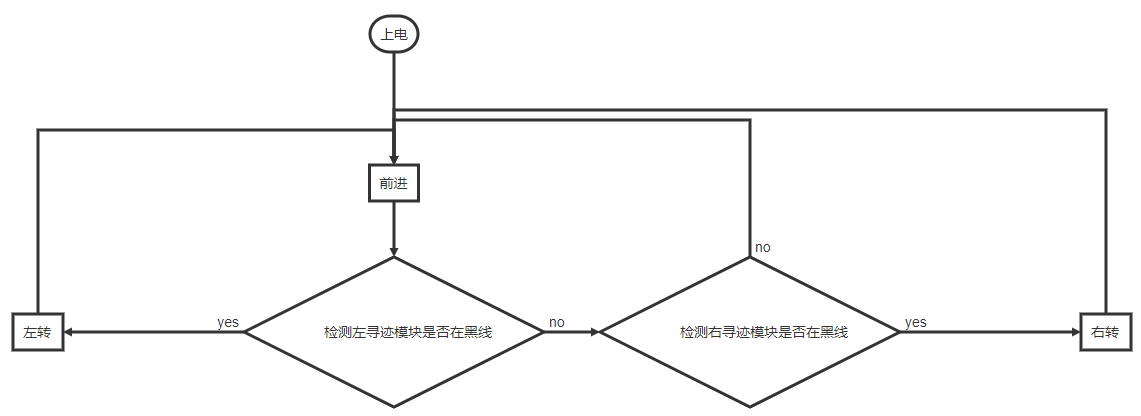 上电
前进
no
左转
yes
检测左寻迹模块是否在黑线
no
检测右寻迹模块是否在黑线
yes
右转